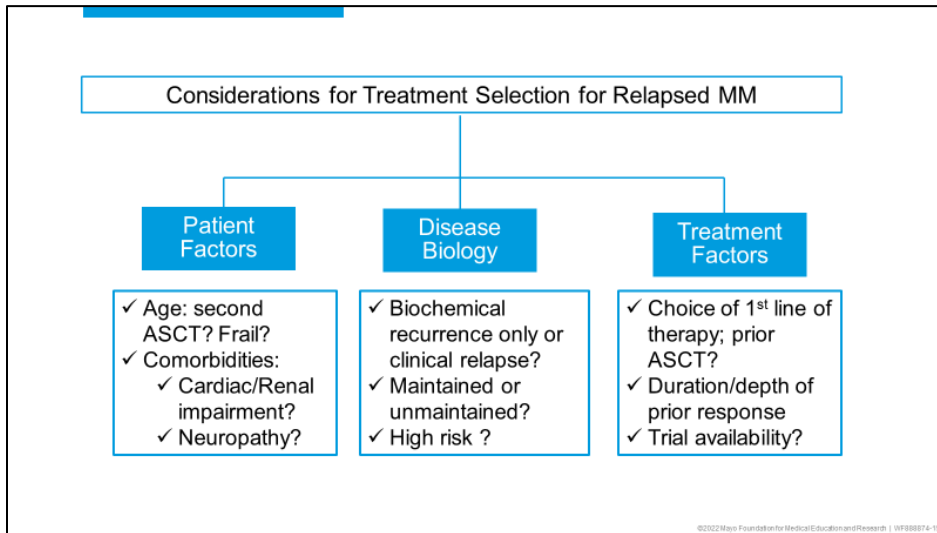 Considerations for Treatment Selection for Relapsed MM
Patient
Factors
✓ Age: second
ASCT? Frail?
✓ Comorbidities:
✓ Cardiac/Renal
impairment?
✓ Neuropathy?
Disease
Biology
✓ Biochemical
recurrence only or
clinical relapse?
✓ Maintained or
unmaintained?
✓ High risk ?
Treatment
Factors
✓ Choice of 1st line of
therapy; prior
ASCT?
✓ Duration/depth of
prior response
✓ Trial availability?
©2022 Mayo Foundation for Medical Education and Research | WF888874-15